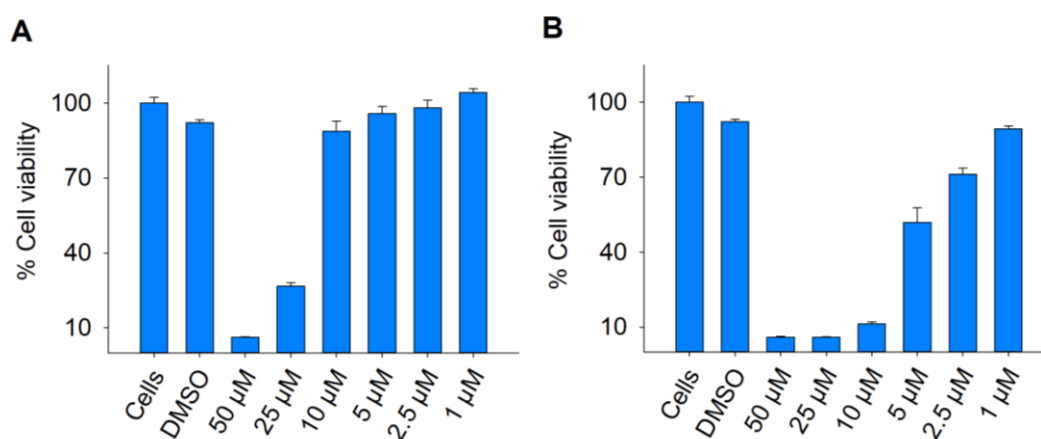 A
% Cell viability
100
70
40
10
Cells
DMSO
50 µM
25 µM
10 µM
5 µM
2.5 µM
1 µM
B
% Cell viability
100
70
40
10
Cells
DMSO
50 µM
25 µM
10 µM
5 µM
2.5 µM
1 µM